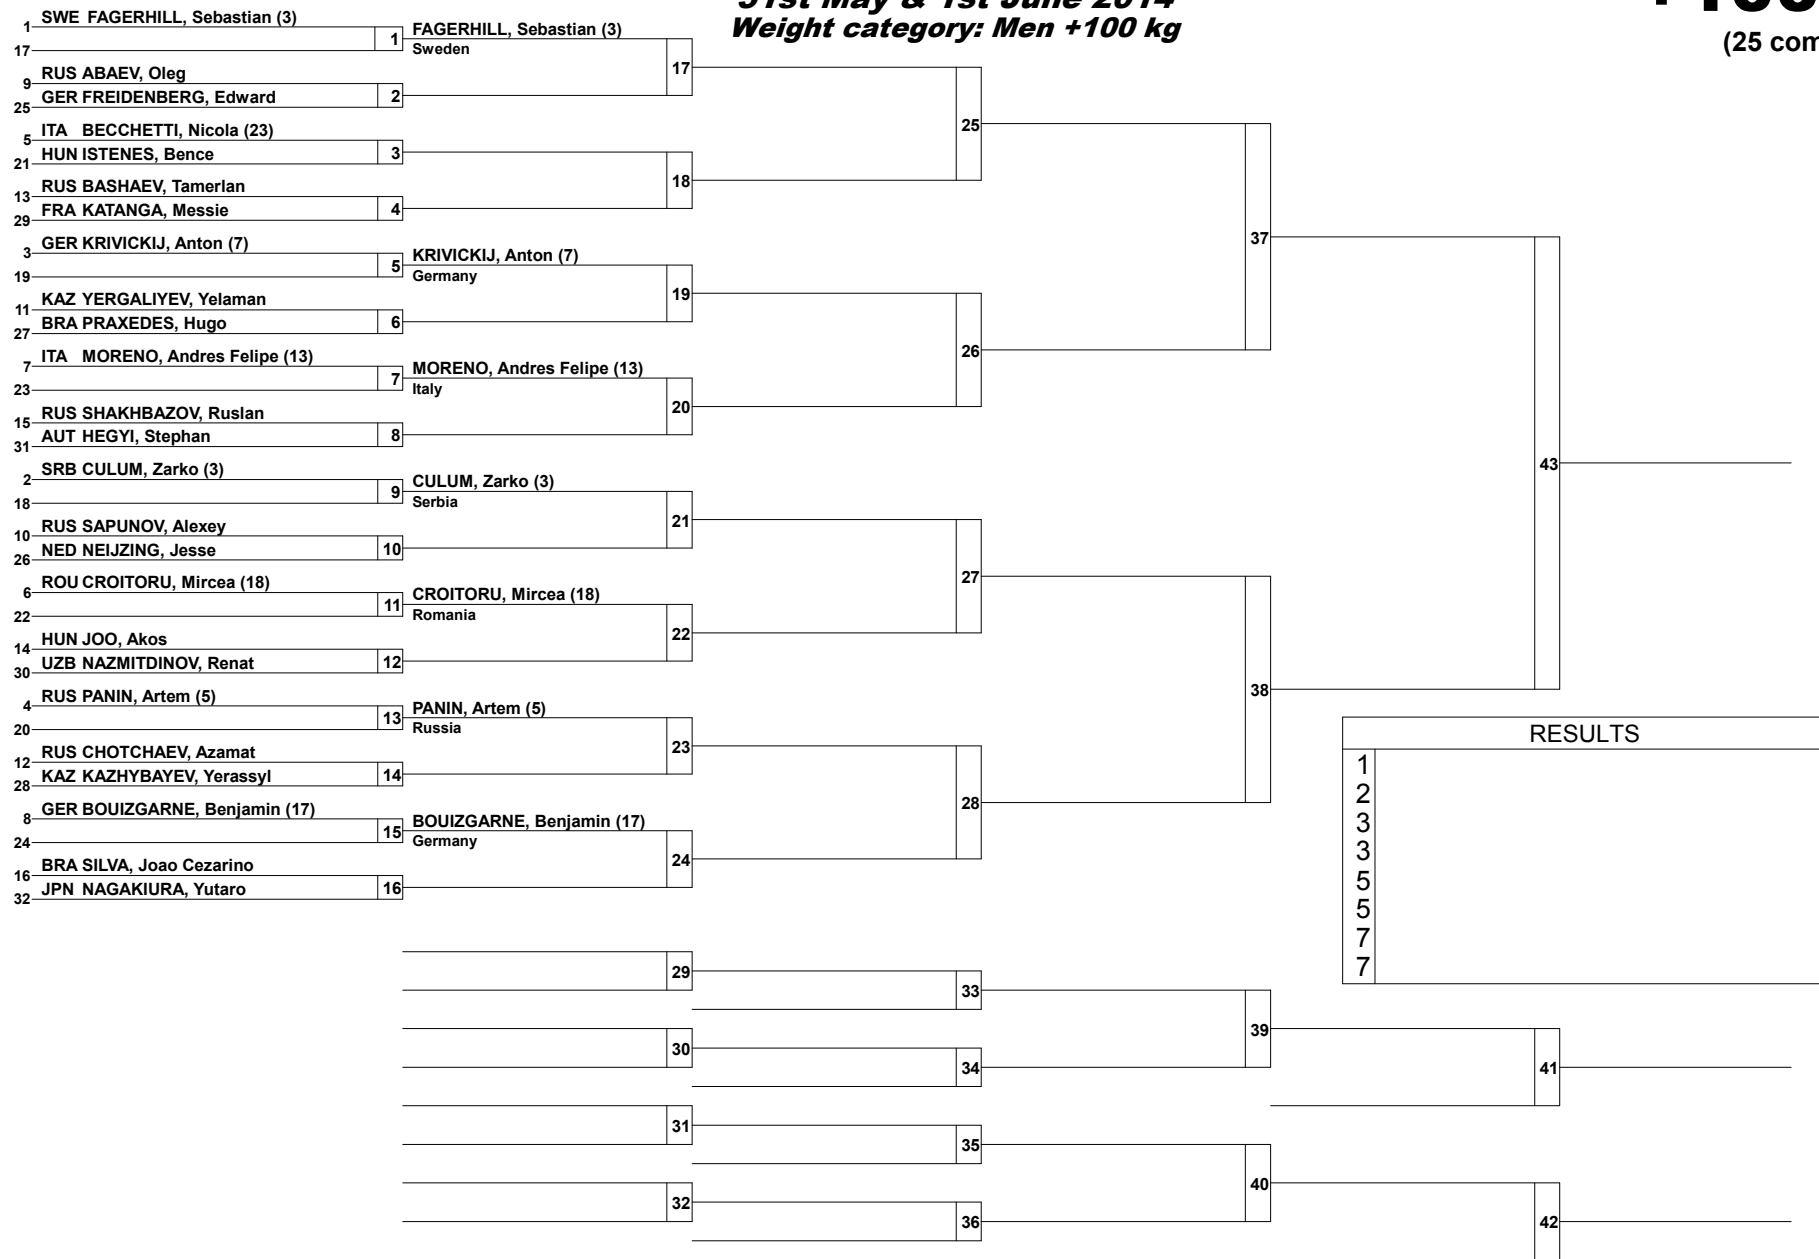 31st May & 1st June 2014
Weight category: Men +100 kg
+100
(25 com
1 SWE FAGERHILL, Sebastian (3)
17
1
FAGERHILL, Sebastian (3)
Sweden
9 RUS ABAEV, Oleg
25 GER FREIDENBERG, Edward
2
17
5 ITA BECCHETTI, Nicola (23)
21 HUN ISTENES, Bence
3
13 RUS BASHAEV, Tamerlan
29 FRA KATANGA, Messie
4
18
25
3 GER KRIVICKIJ, Anton (7)
19
5
KRIVICKIJ, Anton (7)
Germany
11 KAZ YERGALIYEV, Yelaman
27 BRA PRAXEDES, Hugo
6
19
7 ITA MORENO, Andres Felipe (13)
23
7
MORENO, Andres Felipe (13)
Italy
15 RUS SHAKHBAZOV, Ruslan
31 AUT HEGYI, Stephan
8
20
26
37
2 SRB CULUM, Zarko (3)
18
9
CULUM, Zarko (3)
Serbia
10 RUS SAPUNOV, Alexey
26 NED NEIJZING, Jesse
10
21
6 ROU CROITORU, Mircea (18)
22
11
CROITORU, Mircea (18)
Romania
14 HUN JOO, Akos
30 UZB NAZMITDINOV, Renat
12
22
27
4 RUS PANIN, Artem (5)
20
13
PANIN, Artem (5)
Russia
12 RUS CHOTCHAEV, Azamat
28 KAZ KAZHYBAYEV, Yerassyl
14
23
8 GER BOUIZGARNE, Benjamin (17)
24
15
BOUIZGARNE, Benjamin (17)
Germany
16 BRA SILVA, Joao Cezarino
32 JPN NAGAKIURA, Yutaro
16
24
28
38
43
RESULTS
1
2
3
3
5
5
7
7
29
33
30
34
39
41
31
35
32
36
40
42